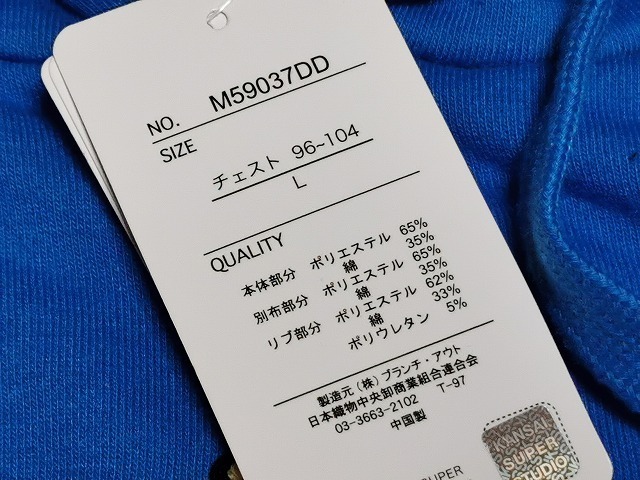 NO. M59037DD
SIZE
チェスト 96~104
L
QUALITY
本体部分 ポリエステル 65%
綿 35%
別布部分 ポリエステル 65%
綿 35%
リブ部分 ポリエステル 62%
綿 33%
ポリウレタン 5%
製造元 (株) ブランチ・アウト
日本織物中央卸商業組合連合会
03-3663-2102 T-97
中国製
KANSAI
SUPER
STUDIO
SUPER